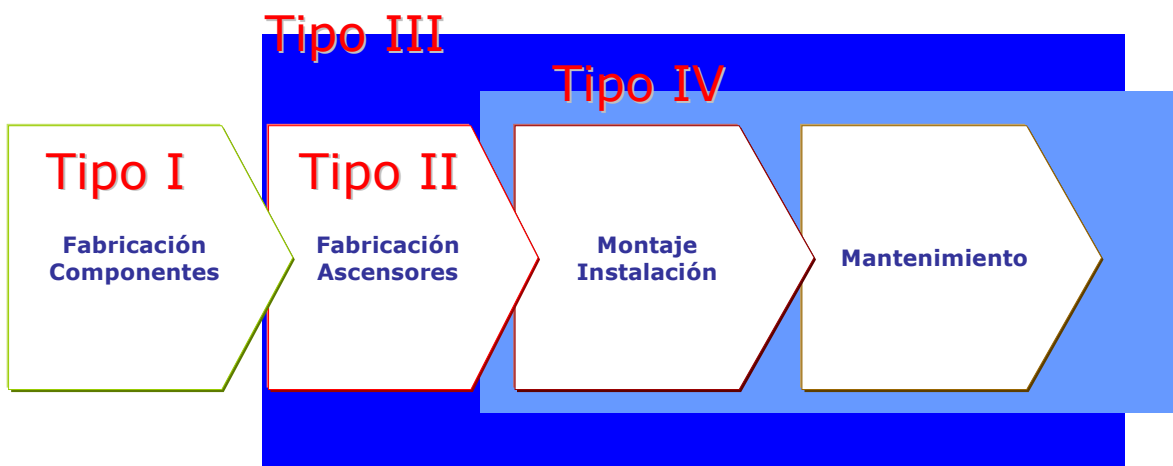 Tipo III
Tipo IV
Tipo I
Tipo II
Fabricación
Componentes
Fabricación
Ascensores
Montaje
Instalación
Mantenimiento